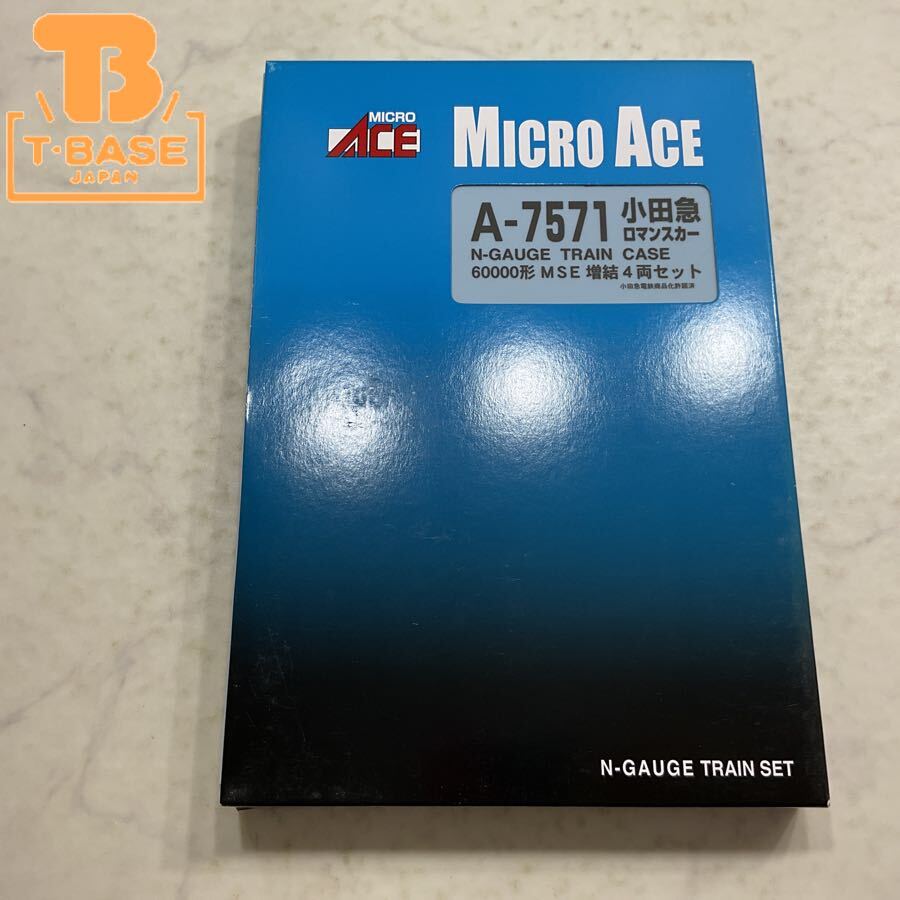 B
T·BASE
JAPAN
MICRO
ACE
MICRO ACE
A-7571 小田急
ロマンスカー
N-GAUGE TRAIN CASE
60000形 MSE 増結 4両セット
小田急電鉄商品化許諾済
N-GAUGE TRAIN SET